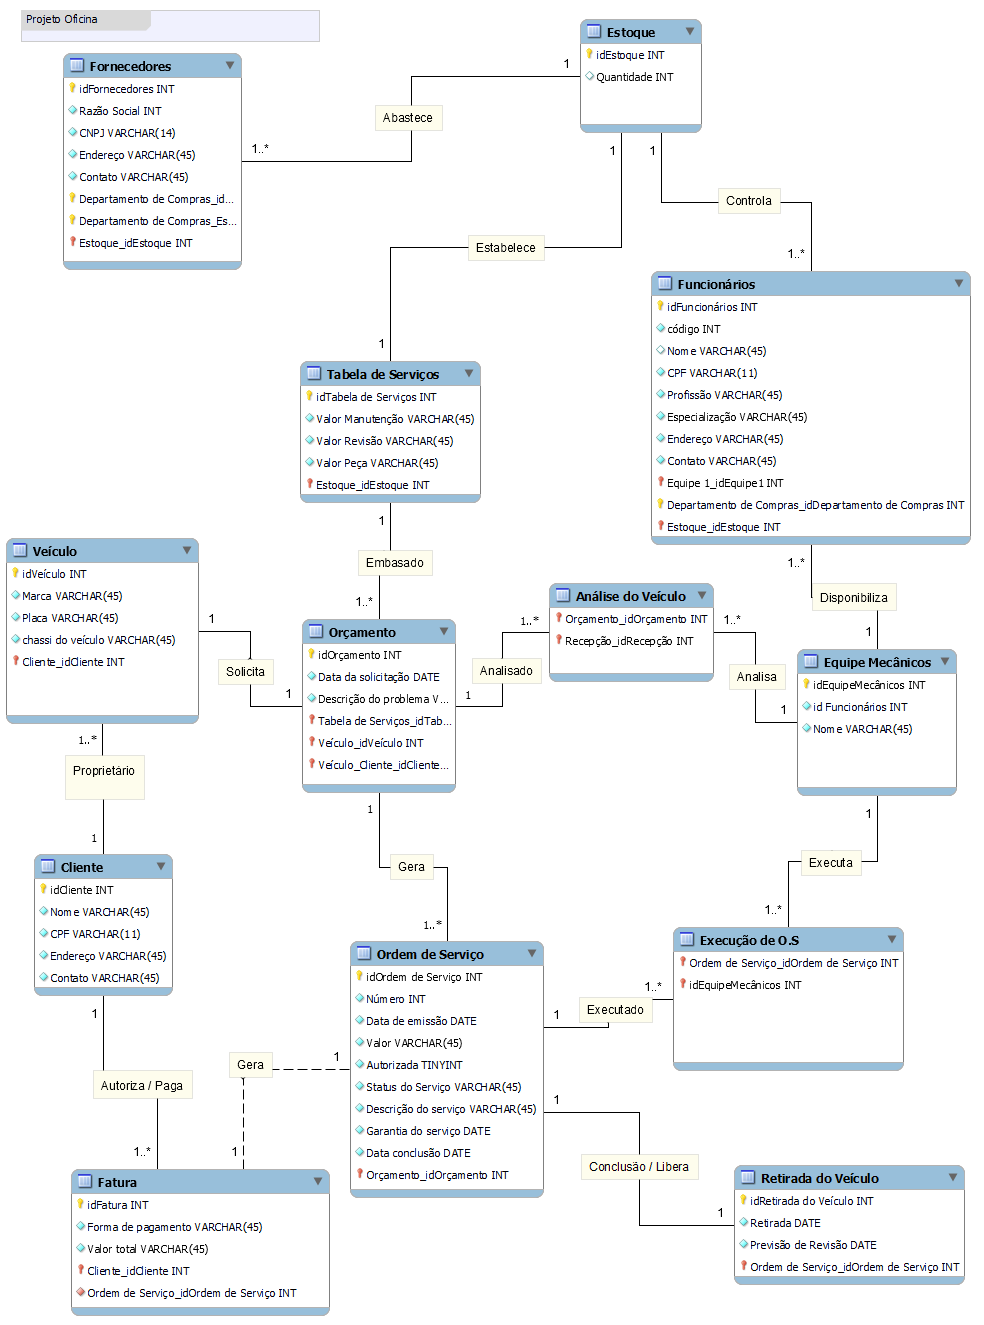 Projeto Oficina
Estoque
idEstoque INT
Quantidade INT
Fornecedores
idFornecedores INT
Razão Social INT
CNPJ VARCHAR(14)
Endereço VARCHAR(45)
Contato VARCHAR(45)
Departamento de Compras_id...
Departamento de Compras_Es...
Estoque_idEstoque INT
1
Abastece
1..*
1
1
Controla
1..*
Estabelece
1
Funcionários
idFuncionários INT
código INT
Nome VARCHAR(45)
CPF VARCHAR(11)
Profissão VARCHAR(45)
Especialização VARCHAR(45)
Endereço VARCHAR(45)
Contato VARCHAR(45)
Equipe 1_idEquipe1 INT
Departamento de Compras_idDepartamento de Compras INT
Estoque_idEstoque INT
Tabela de Serviços
idTabela de Serviços INT
Valor Manutenção VARCHAR(45)
Valor Revisão VARCHAR(45)
Valor Peça VARCHAR(45)
Estoque_idEstoque INT
1
Embasado
1..*
1..*
Disponibiliza
1
Veículo
idVeículo INT
Marca VARCHAR(45)
Placa VARCHAR(45)
chassi do veículo VARCHAR(45)
Cliente_idCliente INT
1
Solicita
1
Orçamento
idOrçamento INT
Data da solicitação DATE
Descrição do problema V...
Tabela de Serviços_idTab...
Veículo_idVeículo INT
Veículo_Cliente_idCliente...
1..*
Analisado
1
Análise do Veículo
Orçamento_idOrçamento INT
Recepção_idRecepção INT
1..*
Analisa
1
Equipe Mecânicos
idEquipeMecânicos INT
id Funcionários INT
Nome VARCHAR(45)
1..*
Proprietário
1
1
Gera
1..*
1
Executa
1..*
Cliente
idCliente INT
Nome VARCHAR(45)
CPF VARCHAR(11)
Endereço VARCHAR(45)
Contato VARCHAR(45)
Ordem de Serviço
idOrdem de Serviço INT
Número INT
Data de emissão DATE
Valor VARCHAR(45)
Autorizada TINYINT
Status do Serviço VARCHAR(45)
Descrição do serviço VARCHAR(45)
Garantia do serviço DATE
Data conclusão DATE
Orçamento_idOrçamento INT
Execução de O.S
Ordem de Serviço_idOrdem de Serviço INT
idEquipeMecânicos INT
1..*
Executado
1
1
Autoriza / Paga
1..*
1
Gera
1
1
Conclusão / Libera
1
Fatura
idFatura INT
Forma de pagamento VARCHAR(45)
Valor total VARCHAR(45)
Cliente_idCliente INT
Ordem de Serviço_idOrdem de Serviço INT
Retirada do Veículo
idRetirada do Veículo INT
Retirada DATE
Previsão de Revisão DATE
Ordem de Serviço_idOrdem de Serviço INT